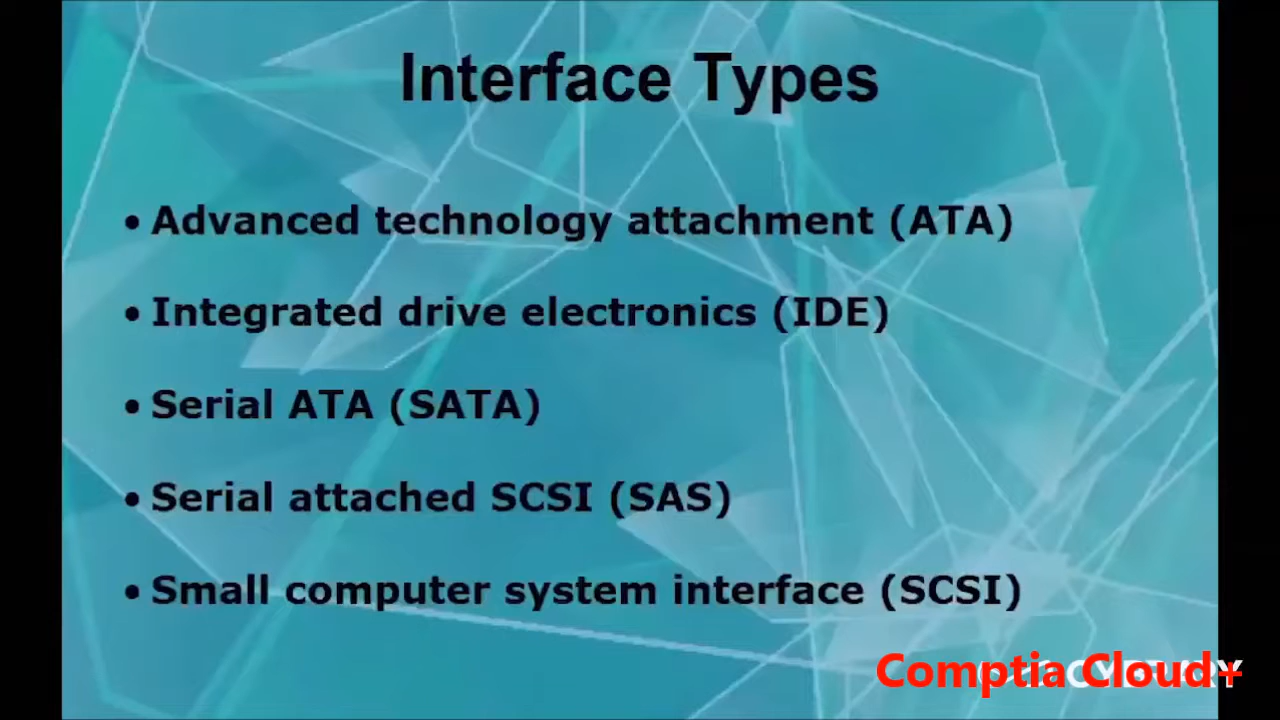 Interface Types
• Advanced technology attachment (ATA)
• Integrated drive electronics (IDE)
• Serial ATA (SATA)
• Serial attached SCSI (SAS)
• Small computer system interface (SCSI)
Comptia Cloud+